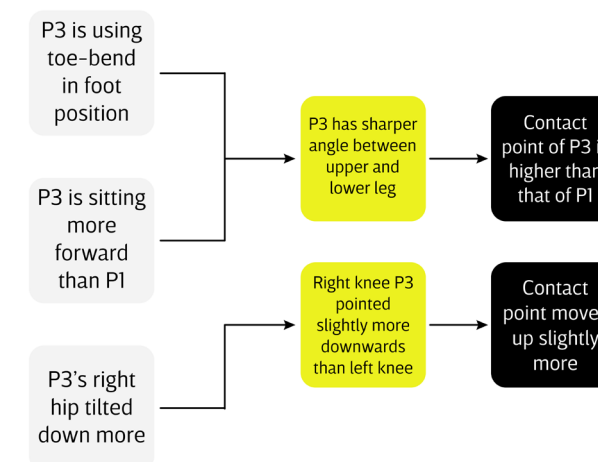 P3 is using
toe-bend
in foot
position
P3 is sitting
more
forward
than P1
P3's right
hip tilted
down more
P3 has sharper
angle between
upper and
lower leg
Right knee P3
pointed
slightly more
downwards
than left knee
Contact
point of P3
higher than
that of P1
Contact
point move
up slightly
more